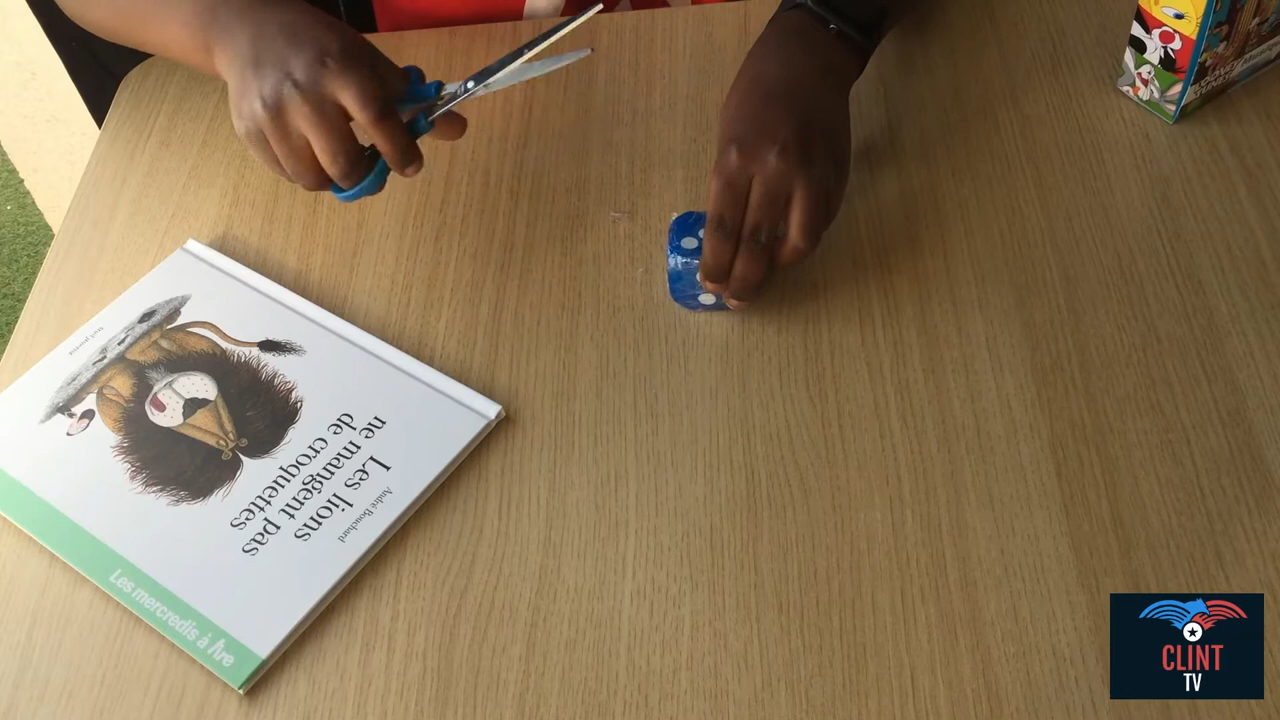 André Bouchard
Les lions
ne mangent pas
de croquettes
Les mercredis à lire
CLINT
TV